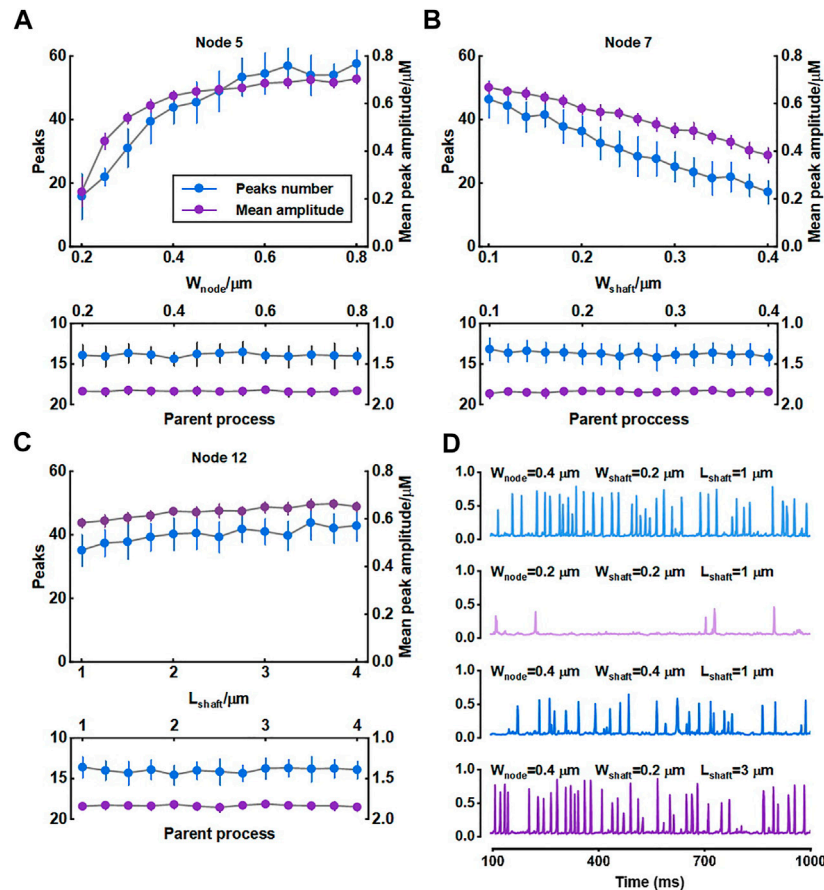 A
Node 5
60
40
20
0
Peaks
0.8
0.6
0.4
0.2
0.0
Mean peak amplitude/μM
Peaks number
Mean amplitude
0.2 0.4 0.6 0.8
Wnode/μm
0.2 0.4 0.6 0.8
10
15
20
1.0
1.5
2.0
Parent process
B
Node 7
60
40
20
0
Peaks
0.8
0.6
0.4
0.2
0.0
Mean peak amplitude/μM
0.1 0.2 0.3 0.4
Wshaft/μm
0.1 0.2 0.3 0.4
10
15
20
1.0
1.5
2.0
Parent proccess
C
Node 12
60
40
20
0
Peaks
0.8
0.6
0.4
0.2
0.0
Mean peak amplitude/μM
1 2 3 4
Lshaft/μm
1 2 3 4
10
15
20
1.0
1.5
2.0
Parent process
D
Wnode=0.4 μm Wshaft=0.2 μm Lshaft=1 μm
1.0
0.5
0.0
Wnode=0.2 μm Wshaft=0.2 μm Lshaft=1 μm
1.0
0.5
0.0
Wnode=0.4 μm Wshaft=0.4 μm Lshaft=1 μm
1.0
0.5
0.0
Wnode=0.4 μm Wshaft=0.2 μm Lshaft=3 μm
1.0
0.5
0.0
100 400 700 1000
Time (ms)